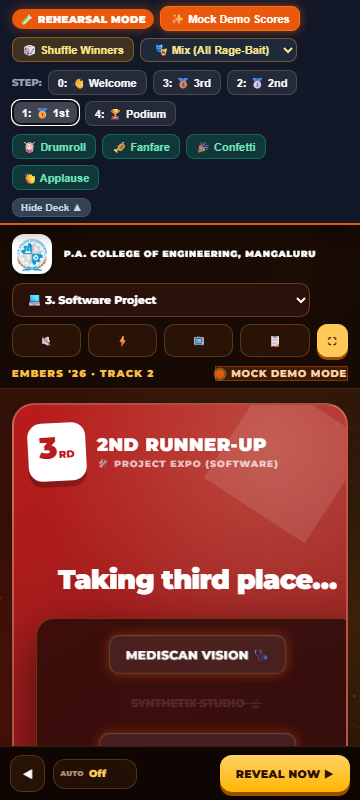 🧪 REHEARSAL MODE
✨ Mock Demo Scores
🎲 Shuffle Winners
🎭 Mix (All Rage-Bait)
STEP: 0: 👋 Welcome 3: 🥉 3rd 2: 🥈 2nd
1: 🥇 1st 4: 🏆 Podium
🥁 Drumroll 🎺 Fanfare 🎉 Confetti
👏 Applause
Hide Deck ▲
P.A. COLLEGE OF ENGINEERING, MANGALURU
💻 3. Software Project
EMBERS '26 · TRACK 2
MOCK DEMO MODE
3RD
2ND RUNNER-UP
🛠 PROJECT EXPO (SOFTWARE)
Taking third place...
MEDISCAN VISION 🩺
SYNTHETIX STUDIO
◀ AUTO Off REVEAL NOW ▶